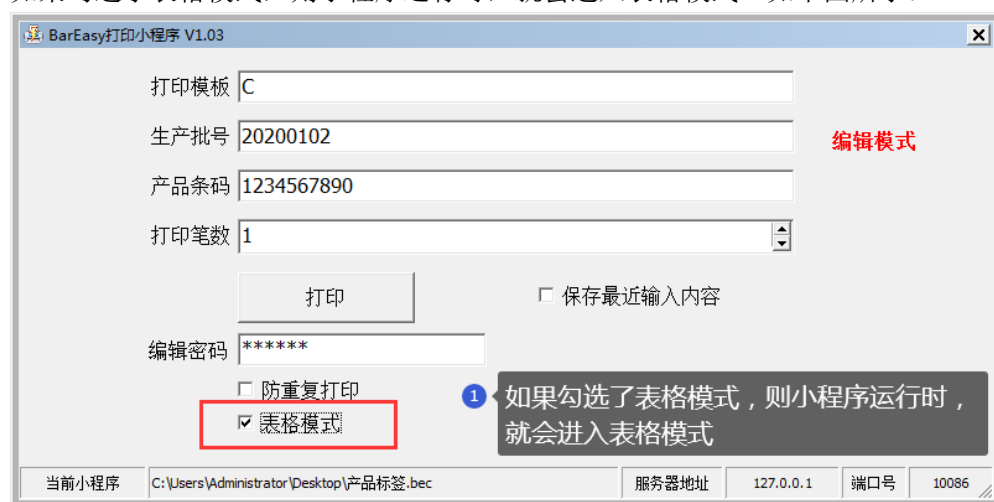 BarEasy打印小程序 V1.03
打印模板 C
生产批号 20200102
编辑模式
产品条码 1234567890
打印笔数 1
打印 保存最近输入内容
编辑密码 ******
防重复打印
表格模式
1 如果勾选了表格模式，则小程序运行时，
就会进入表格模式
当前小程序 C:\Users\Administrator\Desktop\产品标签.bec 服务器地址 127.0.0.1 端口号 10086